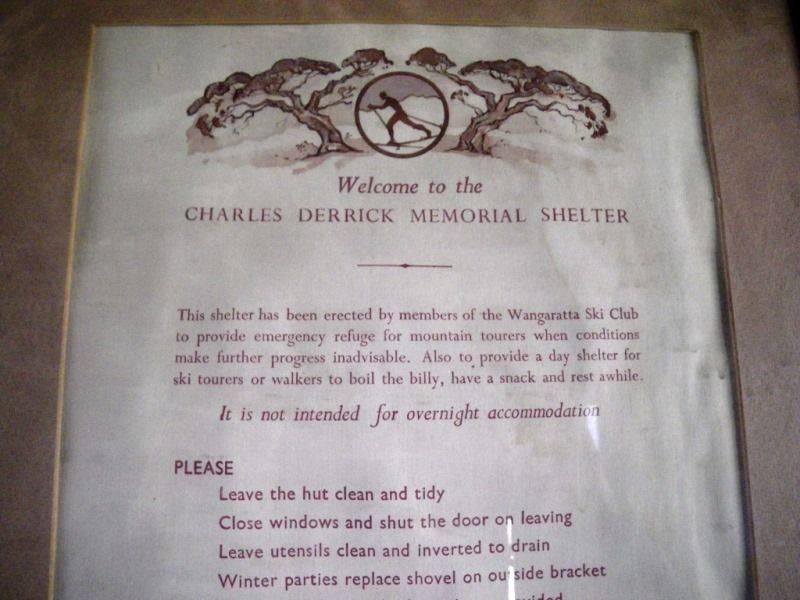 Welcome to the
CHARLES DERRICK MEMORIAL SHELTER
This shelter has been erected by members of the Wangaratta Ski Club
to provide emergency refuge for mountain tourers when conditions
make further progress inadvisable. Also to provide a day shelter for
ski tourers or walkers to boil the billy, have a snack and rest awhile.
It is not intended for overnight accommodation
PLEASE
Leave the hut clean and tidy
Close windows and shut the door on leaving
Leave utensils clean and inverted to drain
Winter parties replace shovel on outside bracket